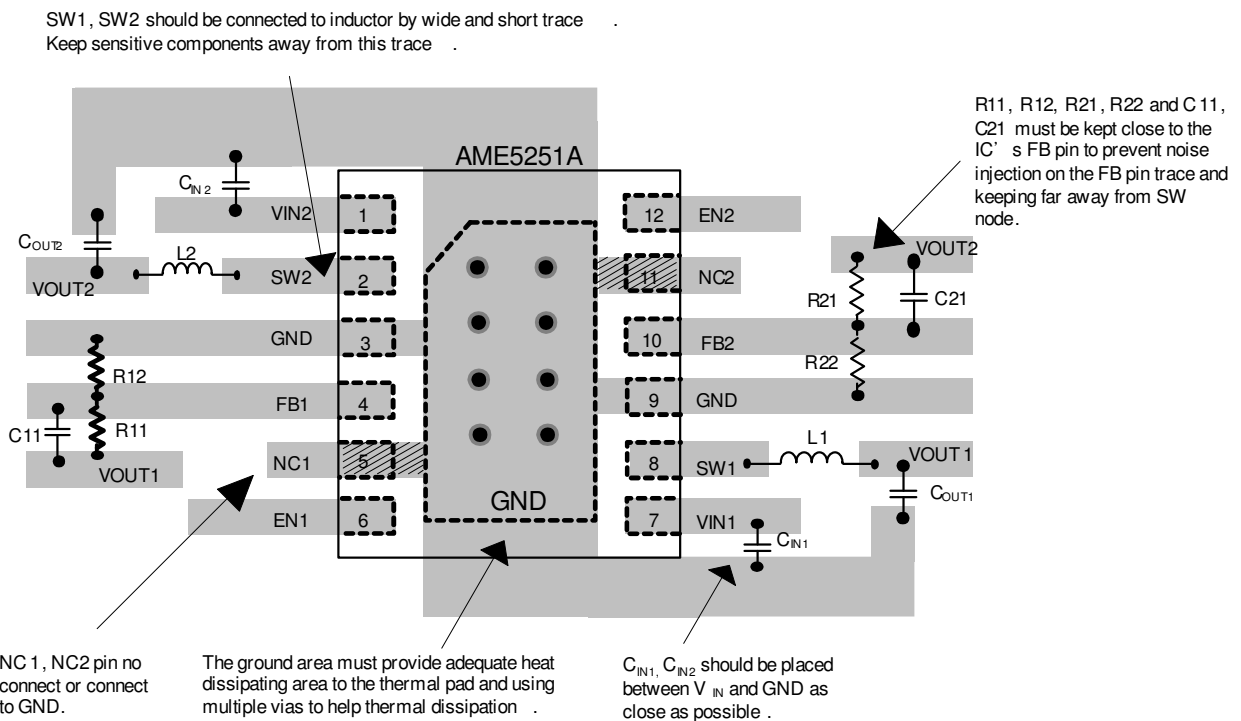 SW1, SW2 should be connected to inductor by wide and short trace .
Keep sensitive components away from this trace .
R11, R12, R21, R22 and C11,
C21 must be kept close to the
IC's FB pin to prevent noise
injection on the FB pin trace and
keeping far away from SW
node.
AME5251A
CIN2
VIN2
1
12
EN2
COUT2
L2
VOUT2
SW2
2
11
NC2
VOUT2
R21
C21
GND
3
10
FB2
R12
R22
FB1
4
9
GND
C11
R11
L1
VOUT1
NC1
5
8
SW1
VOUT1
COUT1
EN1
6
GND
7
VIN1
CIN1
NC1, NC2 pin no
connect or connect
to GND.
The ground area must provide adequate heat
dissipating area to the thermal pad and using
multiple vias to help thermal dissipation .
CIN1, CIN2 should be placed
between VIN and GND as
close as possible .